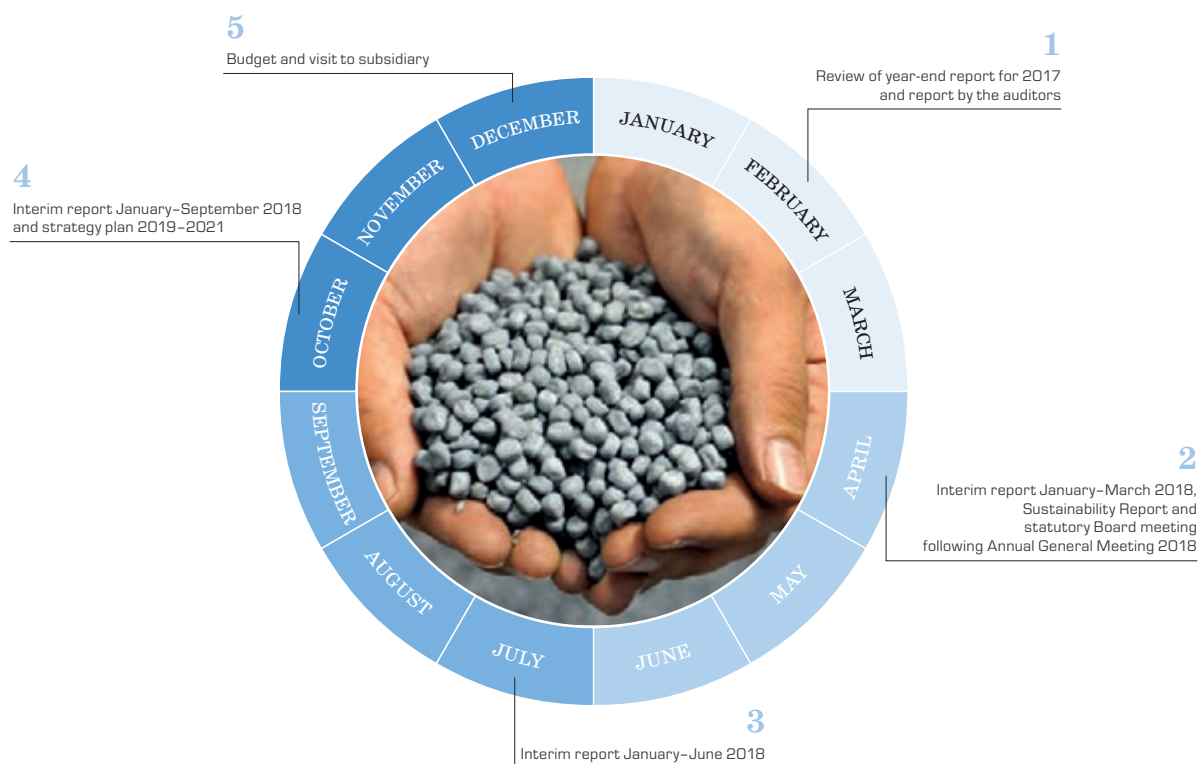 5
Budget and visit to subsidiary
1
Review of year-end report for 2017
and report by the auditors
4
Interim report January–September 2018
and strategy plan 2019–2021
2
Interim report January–March 2018,
Sustainability Report and
statutory Board meeting
following Annual General Meeting 2018
3
Interim report January–June 2018
JANUARY
FEBRUARY
MARCH
APRIL
MAY
JUNE
JULY
AUGUST
SEPTEMBER
OCTOBER
NOVEMBER
DECEMBER